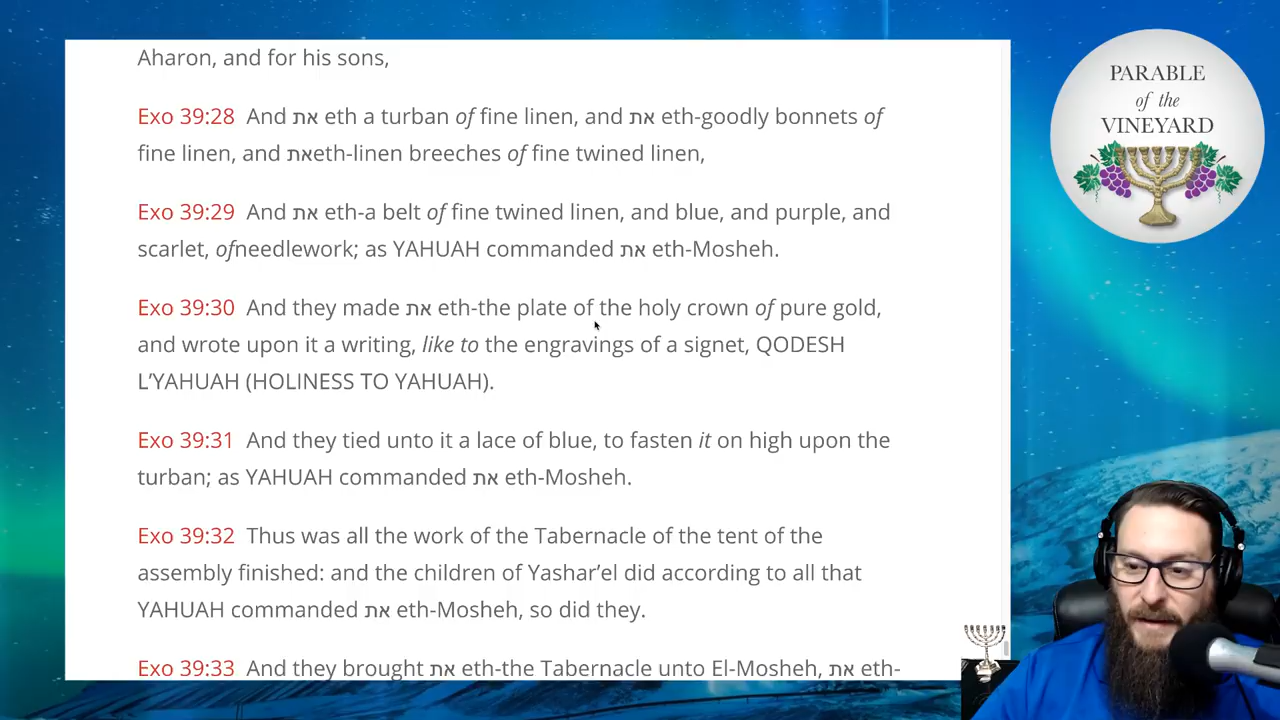 Aharon, and for his sons,
Exo 39:28 And את eth a turban of fine linen, and את eth-goodly bonnets of
fine linen, and אתeth-linen breeches of fine twined linen,
Exo 39:29 And את eth-a belt of fine twined linen, and blue, and purple, and
scarlet, ofneedlework; as YAHUAH commanded את eth-Mosheh.
Exo 39:30 And they made את eth-the plate of the holy crown of pure gold,
and wrote upon it a writing, like to the engravings of a signet, QODESH
L’YAHUAH (HOLINESS TO YAHUAH).
Exo 39:31 And they tied unto it a lace of blue, to fasten it on high upon the
turban; as YAHUAH commanded את eth-Mosheh.
Exo 39:32 Thus was all the work of the Tabernacle of the tent of the
assembly finished: and the children of Yashar’el did according to all that
YAHUAH commanded את eth-Mosheh, so did they.
Exo 39:33 And they brought את eth-the Tabernacle unto El-Mosheh, את eth-
PARABLE
of the
VINEYARD